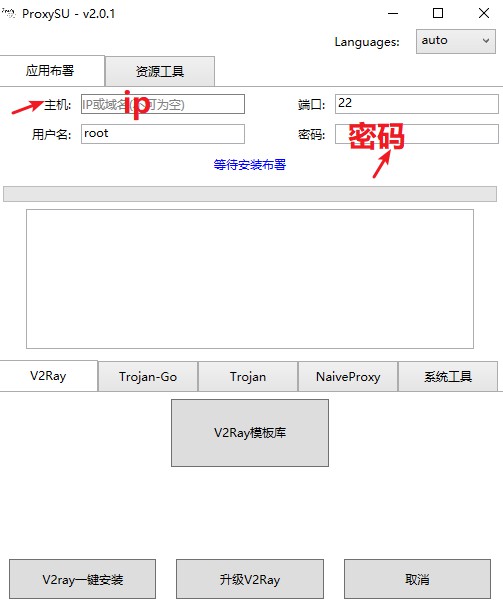 ProxySU - v2.0.1
Languages: auto
应用布署 资源工具
主机: IP或域名(不可为空) ip 端口: 22
用户名: root 密码: 密码
等待安装布署
V2Ray Trojan-Go Trojan NaiveProxy 系统工具
V2Ray模板库
V2ray一键安装 升级V2Ray 取消